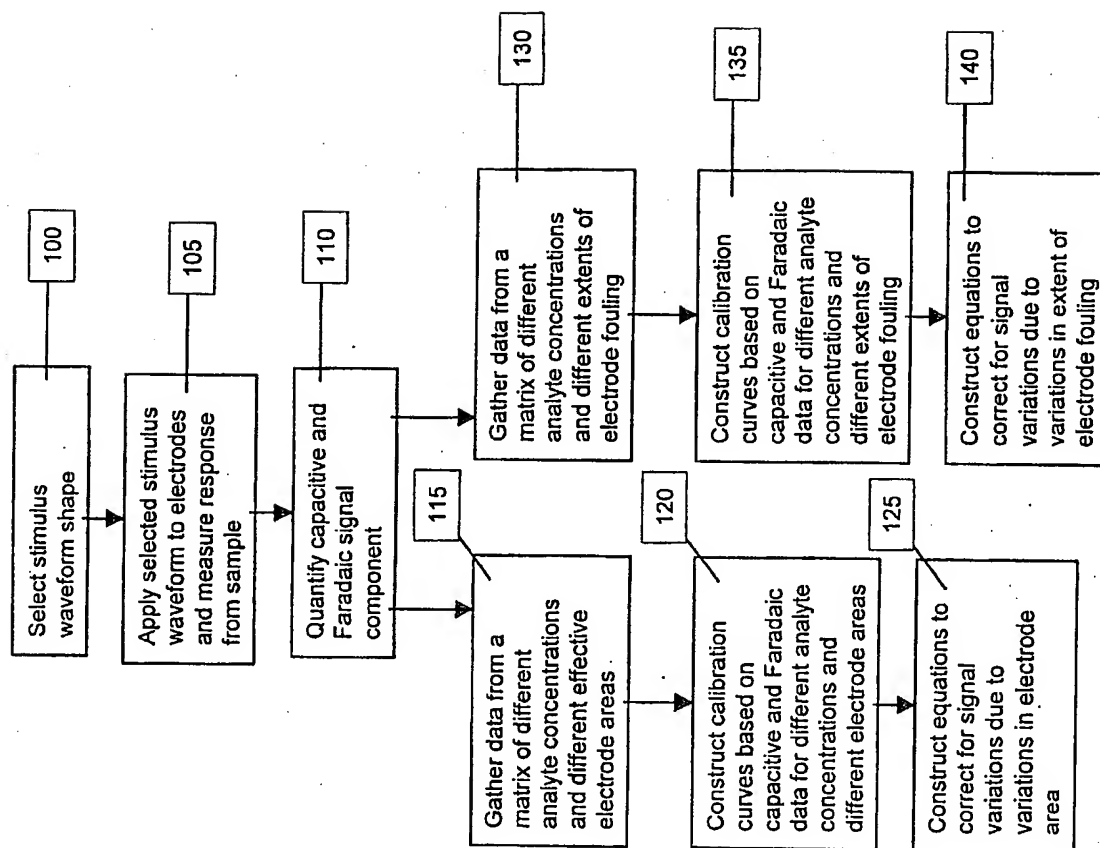 100
Select stimulus
waveform shape
105
Apply selected stimulus
waveform to electrodes
and measure response
from sample
110
Quantify capacitive and
Faradaic signal
component
115
Gather data from a
matrix of different
analyte concentrations
and different effective
electrode areas
120
Construct calibration
curves based on
capacitive and Faradaic
data for different analyte
concentrations and
different electrode areas
125
Construct equations to
correct for signal
variations due to
variations in electrode
area
130
Gather data from a
matrix of different
analyte concentrations
and different extents of
electrode fouling
135
Construct calibration
curves based on
capacitive and Faradaic
data for different analyte
concentrations and
different extents of
electrode fouling
140
Construct equations to
correct for signal
variations due to
variations in extent of
electrode fouling